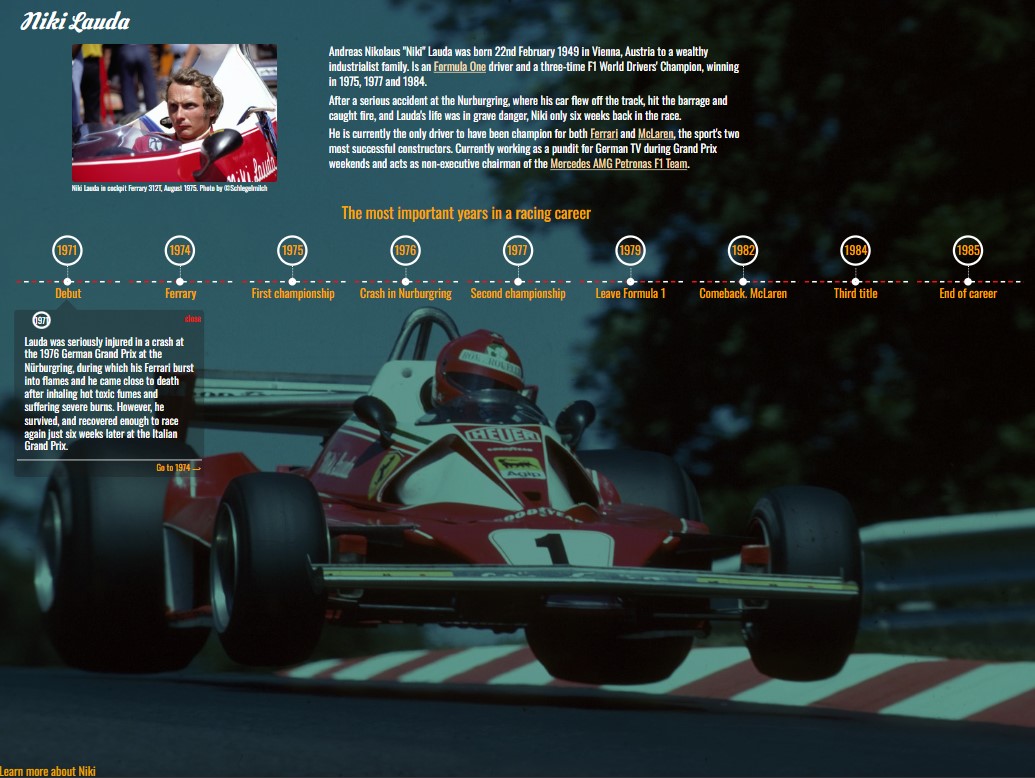 Niki Lauda
Andreas Nikolaus "Niki" Lauda was born 22nd February 1949 in Vienna, Austria to a wealthy
industrialist family. Is an Formula One driver and a three-time F1 World Drivers' Champion, winning
in 1975, 1977 and 1984.
After a serious accident at the Nurburgring, where his car flew off the track, hit the barrage and
caught fire, and Lauda's life was in grave danger, Niki only six weeks back in the race.
He is currently the only driver to have been champion for both Ferrari and McLaren, the sport's two
most successful constructors. Currently working as a pundit for German TV during Grand Prix
weekends and acts as non-executive chairman of the Mercedes AMG Petronas F1 Team.
Niki Lauda in cockpit Ferrary 312T, August 1975. Photo by ©Schlegelmilch
The most important years in a racing career
1971 1974 1975 1976 1977 1979 1982 1984 1985
Debut Ferrary First championship Crash in Nurburgring Second championship Leave Formula 1 Comeback. McLaren Third title End of career
197 close
Lauda was seriously injured in a crash at
the 1976 German Grand Prix at the
Nürburgring, during which his Ferrari burst
into flames and he came close to death
after inhaling hot toxic fumes and
suffering severe burns. However, he
survived, and recovered enough to race
again just six weeks later at the Italian
Grand Prix.
Go to 1974
HEUER
Niki Lauda
Agip
GOODYEAR
1
Learn more about Niki